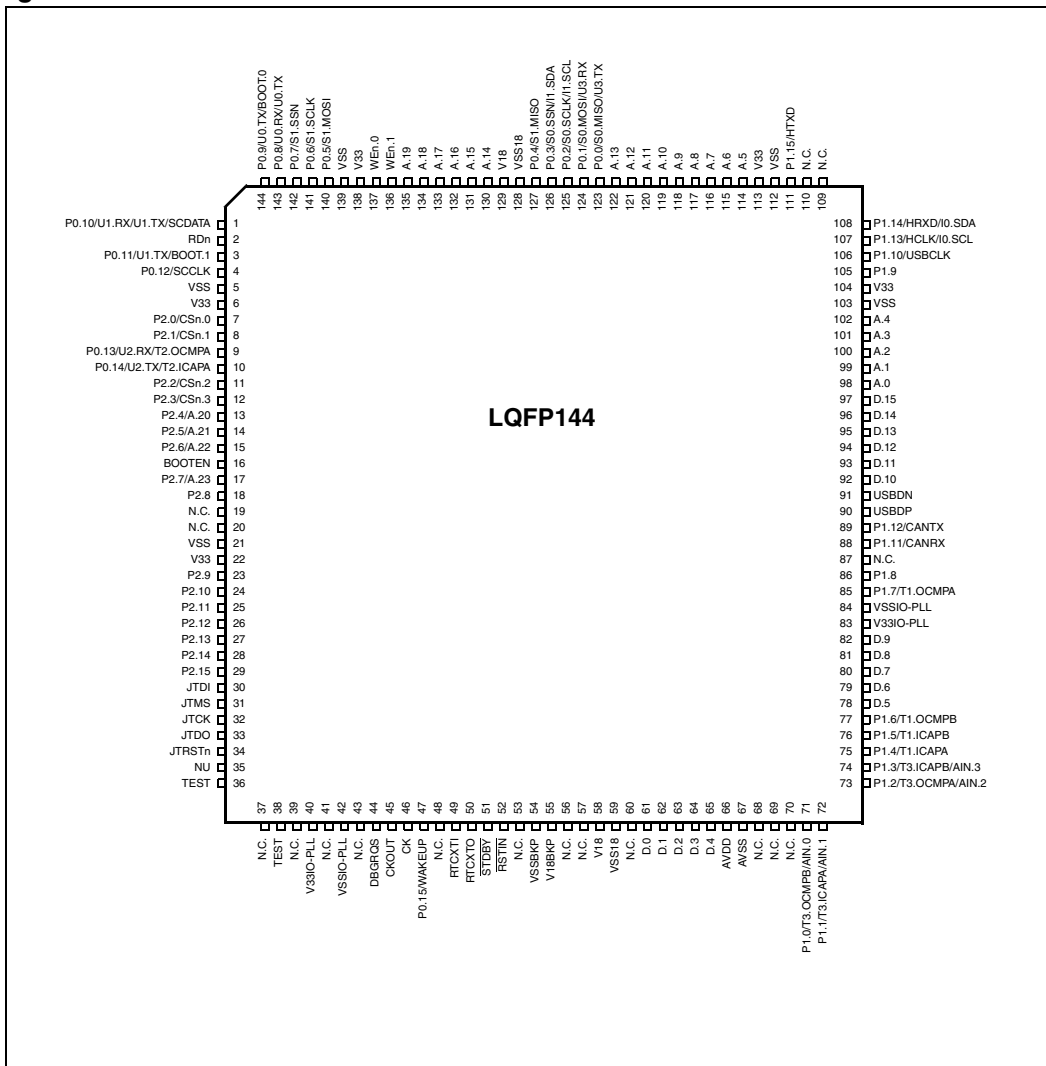 P0.9/U0.TX/BOOT.0 144
P0.8/U0.RX/U0.TX 143
P0.7/S1.SSN 142
P0.6/S1.SCLK 141
P0.5/S1.MOSI 140
VSS 139
V33 138
WEn.0 137
WEn.1 136
A.19 135
A.18 134
A.17 133
A.16 132
A.15 131
A.14 130
V18 129
VSS18 128
P0.4/S1.MISO 127
P0.3/S0.SSN/I1.SDA 126
P0.2/S0.SCLK/I1.SCL 125
P0.1/S0.MOSI/U3.RX 124
P0.0/S0.MISO/U3.TX 123
A.13 122
A.12 121
A.11 120
A.10 119
A.9 118
A.8 117
A.7 116
A.6 115
A.5 114
V33 113
VSS 112
P1.15/HTXD 111
N.C. 110
N.C. 109
P0.10/U1.RX/U1.TX/SCDATA 1
RDn 2
P0.11/U1.TX/BOOT.1 3
P0.12/SCCLK 4
VSS 5
V33 6
P2.0/CSn.0 7
P2.1/CSn.1 8
P0.13/U2.RX/T2.OCMPA 9
P0.14/U2.TX/T2.ICAPA 10
P2.2/CSn.2 11
P2.3/CSn.3 12
P2.4/A.20 13
P2.5/A.21 14
P2.6/A.22 15
BOOTEN 16
P2.7/A.23 17
P2.8 18
N.C. 19
N.C. 20
VSS 21
V33 22
P2.9 23
P2.10 24
P2.11 25
P2.12 26
P2.13 27
P2.14 28
P2.15 29
JTDI 30
JTMS 31
JTCK 32
JTDO 33
JTRSTn 34
NU 35
TEST 36
LQFP144
108 P1.14/HRXD/I0.SDA
107 P1.13/HCLK/I0.SCL
106 P1.10/USBCLK
105 P1.9
104 V33
103 VSS
102 A.4
101 A.3
100 A.2
99 A.1
98 A.0
97 D.15
96 D.14
95 D.13
94 D.12
93 D.11
92 D.10
91 USBDN
90 USBDP
89 P1.12/CANTX
88 P1.11/CANRX
87 N.C.
86 P1.8
85 P1.7/T1.OCMPA
84 VSSIO-PLL
83 V33IO-PLL
82 D.9
81 D.8
80 D.7
79 D.6
78 D.5
77 P1.6/T1.OCMPB
76 P1.5/T1.ICAPB
75 P1.4/T1.ICAPA
74 P1.3/T3.ICAPB/AIN.3
73 P1.2/T3.OCMPA/AIN.2
N.C. 37
TEST 38
N.C. 39
V33IO-PLL 40
N.C. 41
VSSIO-PLL 42
N.C. 43
DBGRQS 44
CKOUT 45
CK 46
P0.15/WAKEUP 47
N.C. 48
RTCXTI 49
RTCXTO 50
STDBY 51
RSTIN 52
N.C. 53
VSSBKP 54
V18BKP 55
N.C. 56
N.C. 57
V18 58
VSS18 59
N.C. 60
D.0 61
D.1 62
D.2 63
D.3 64
D.4 65
AVDD 66
AVSS 67
N.C. 68
N.C. 69
N.C. 70
P1.0/T3.OCMPB/AIN.0 71
P1.1/T3.ICAPA/AIN.1 72